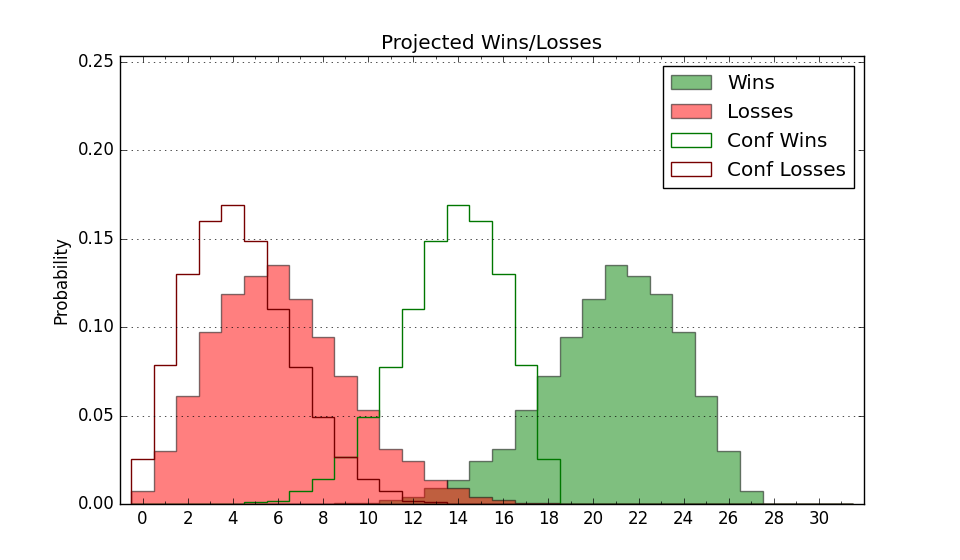 Projected Wins/Losses
0.25
0.20
0.15
0.10
0.05
0.00
Probability
Wins
Losses
Conf Wins
Conf Losses
0 2 4 6 8 10 12 14 16 18 20 22 24 26 28 30